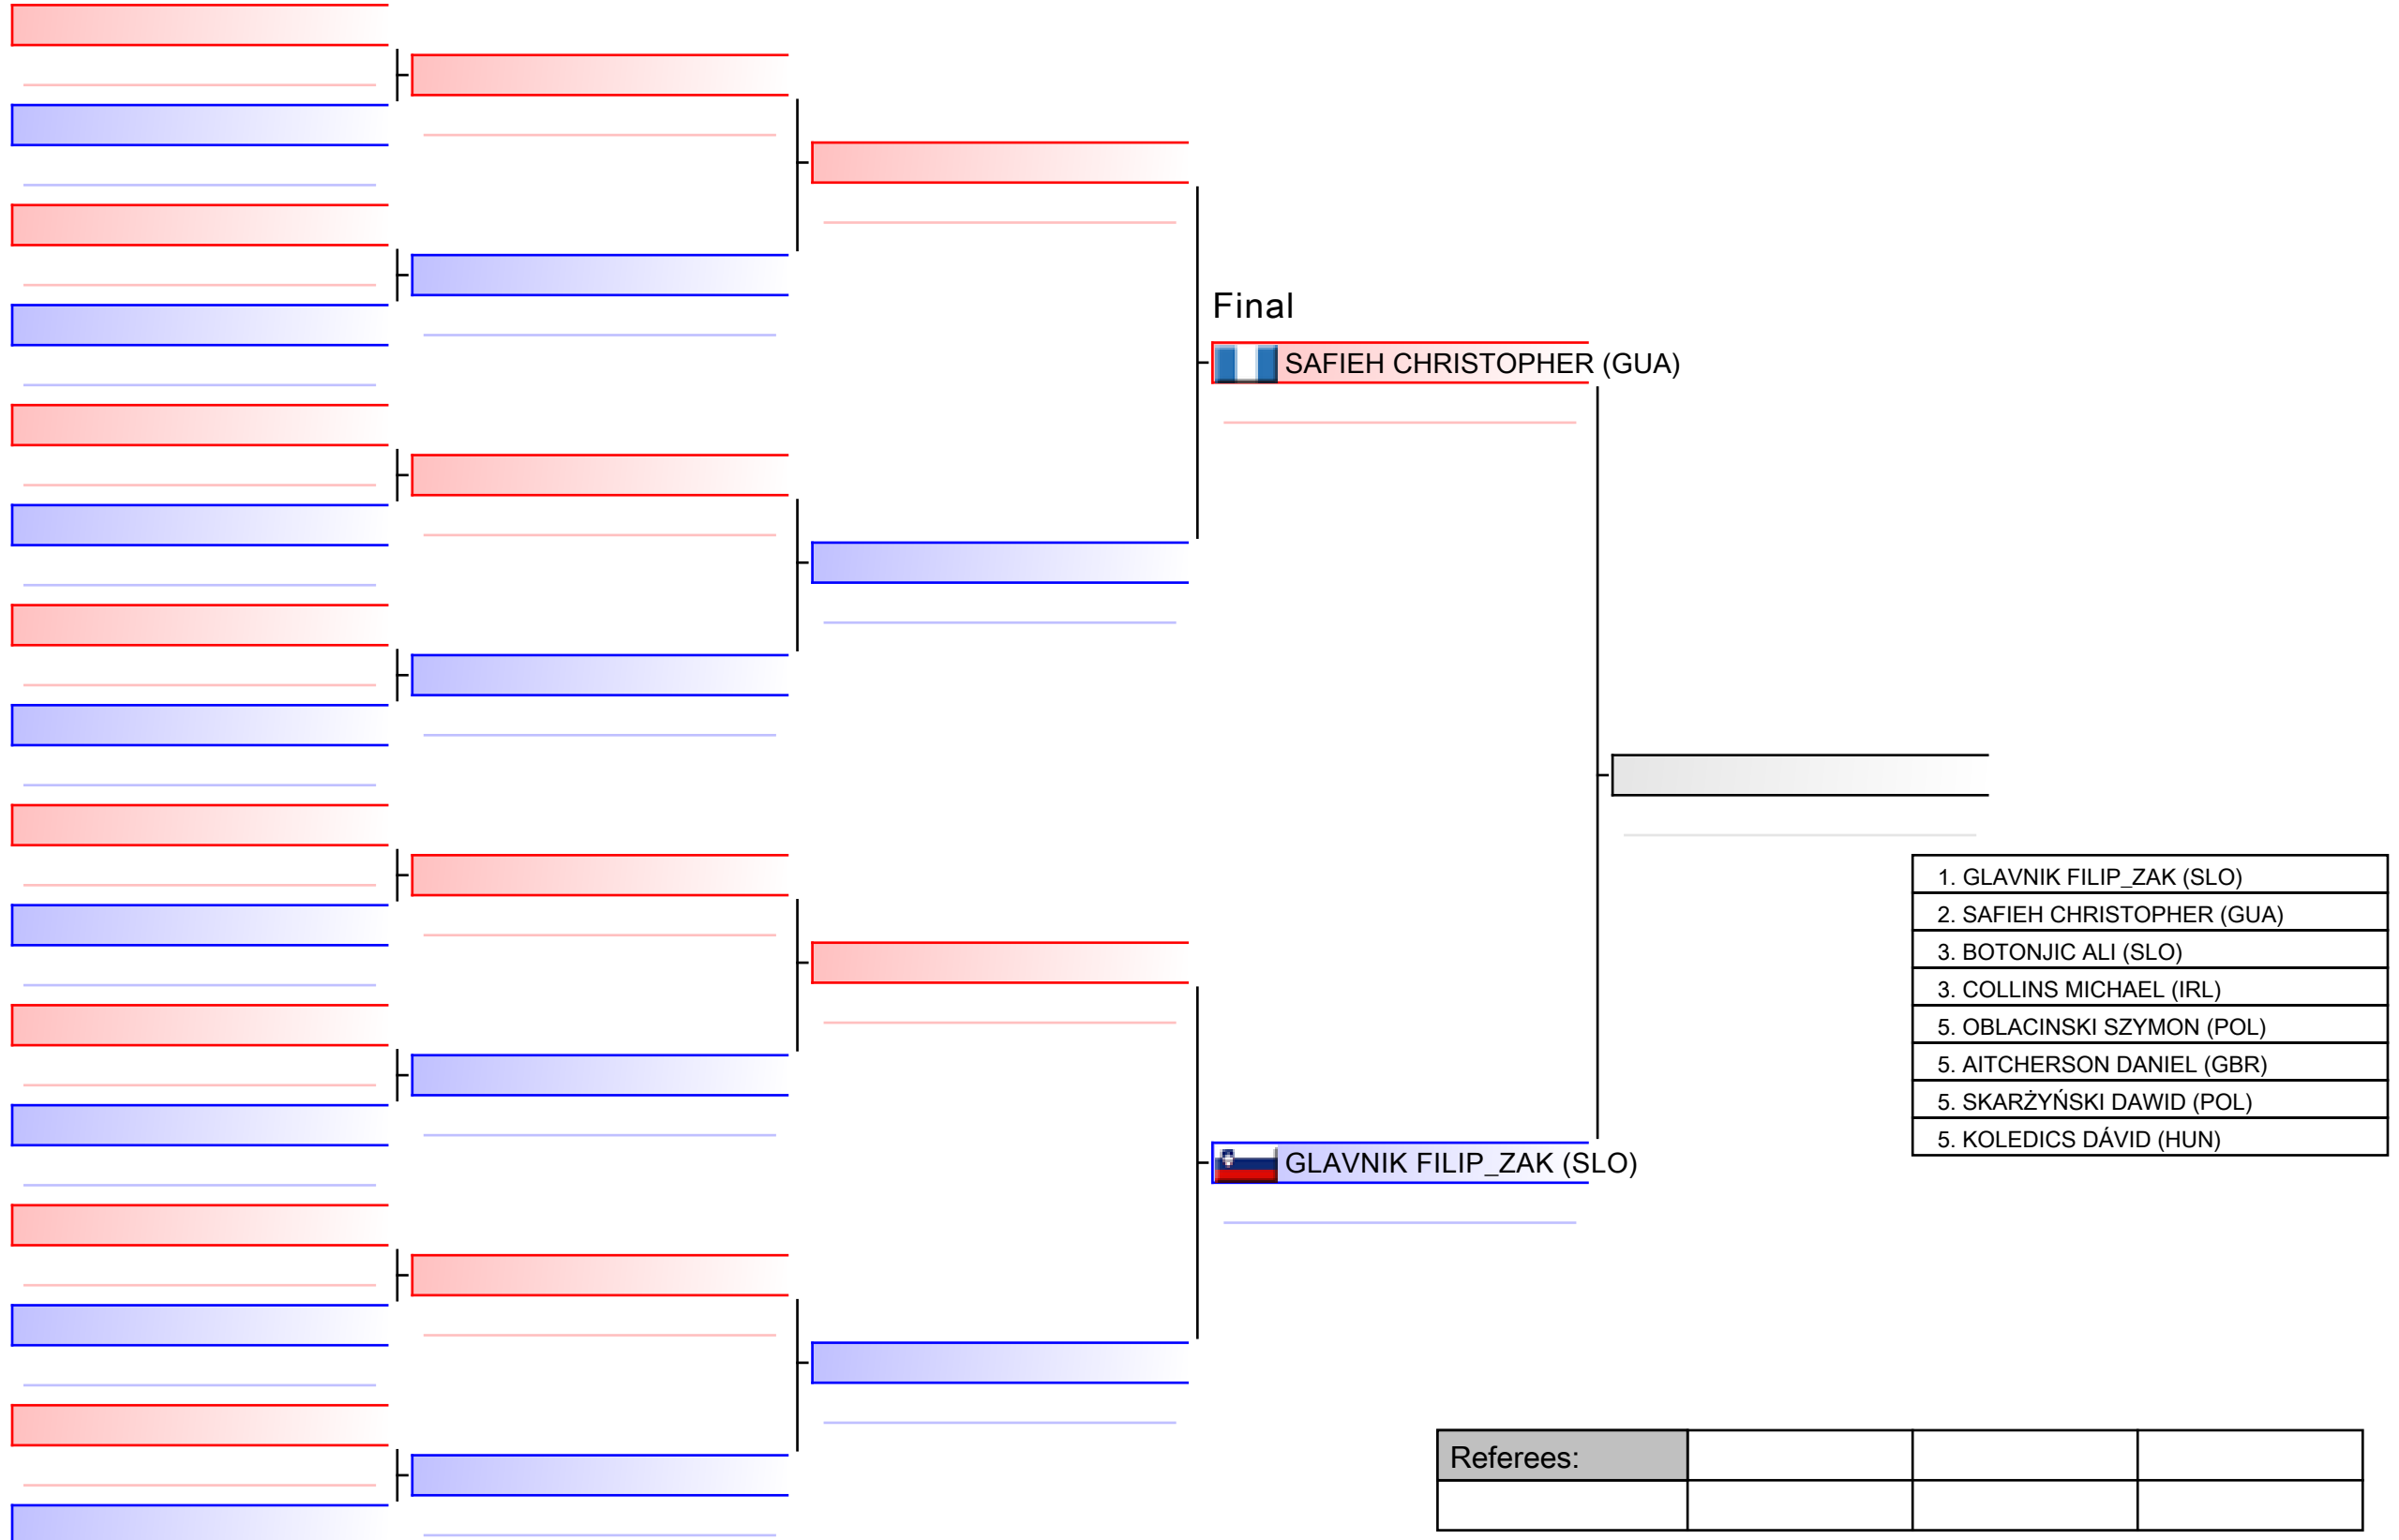 Final
SAFIEH CHRISTOPHER (GUA)
1. GLAVNIK FILIP_ZAK (SLO)
2. SAFIEH CHRISTOPHER (GUA)
3. BOTONJIC ALI (SLO)
3. COLLINS MICHAEL (IRL)
5. OBLACINSKI SZYMON (POL)
5. AITCHERSON DANIEL (GBR)
5. SKARŻYŃSKI DAWID (POL)
5. KOLEDICS DÁVID (HUN)
GLAVNIK FILIP_ZAK (SLO)
Referees: